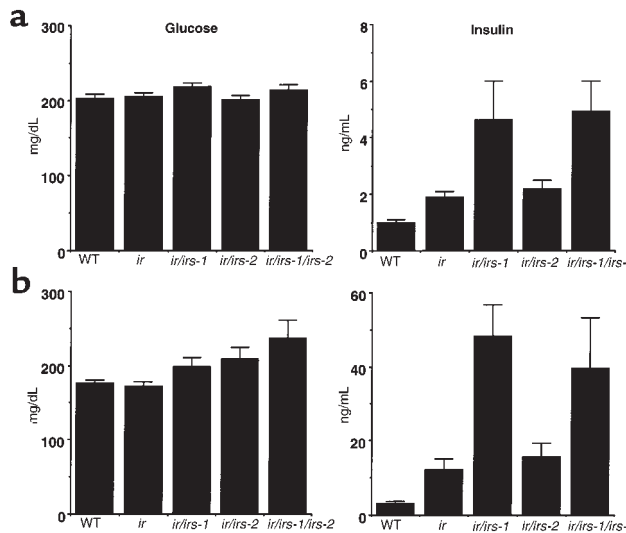 a
Glucose
Insulin
300
200
100
0
mg/dL
WT ir ir/irs-1 ir/irs-2 ir/irs-1/irs-2
8
6
4
2
0
ng/mL
WT ir ir/irs-1 ir/irs-2 ir/irs-1/irs-
b
300
200
100
0
mg/dL
WT ir ir/irs-1 ir/irs-2 ir/irs-1/irs-2
60
40
20
0
ng/mL
WT ir ir/irs-1 ir/irs-2 ir/irs-1/irs-